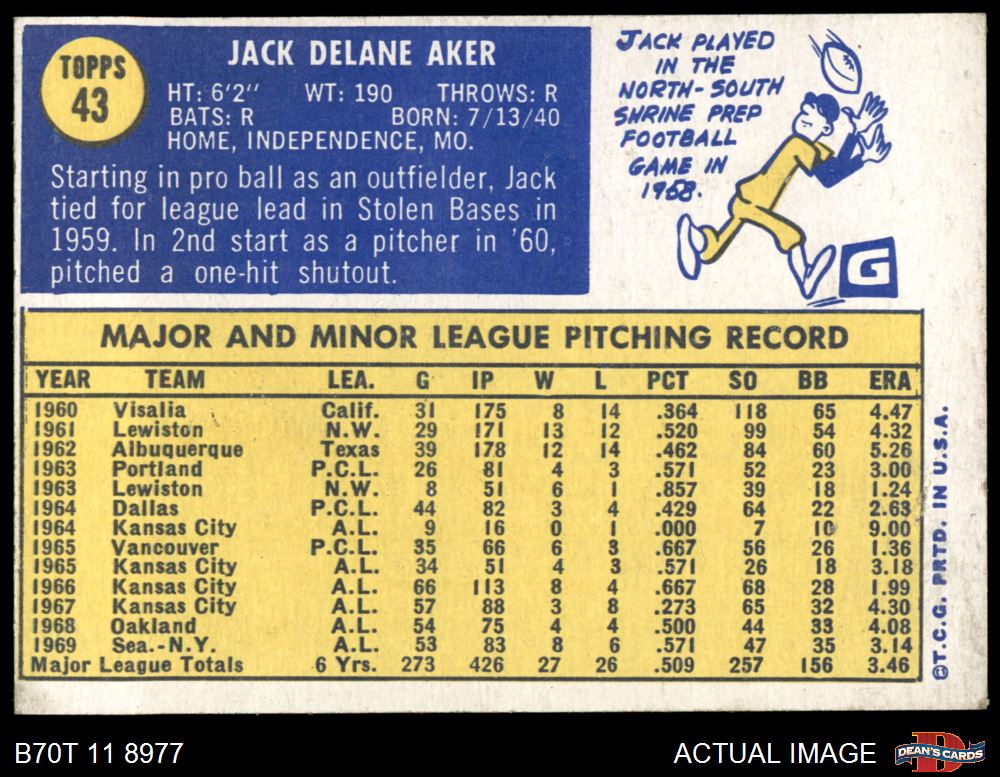 TOPPS
43
JACK DELANE AKER
HT: 6'2" WT: 190 THROWS: R
BATS: R BORN: 7/13/40
HOME, INDEPENDENCE, MO.
Starting in pro ball as an outfielder, Jack
tied for league lead in Stolen Bases in
1959. In 2nd start as a pitcher in '60,
pitched a one-hit shutout.
JACK PLAYED
IN THE
NORTH-SOUTH
SHRINE PREP
FOOTBALL
GAME IN
1958.
G
MAJOR AND MINOR LEAGUE PITCHING RECORD
YEAR TEAM LEA. G IP W L PCT SO BB ERA
1960 Visalia Calif. 31 175 8 14 .364 118 65 4.47
1961 Lewiston N.W. 29 171 13 12 .520 99 54 4.32
1962 Albuquerque Texas 39 178 12 14 .462 84 60 5.26
1963 Portland P.C.L. 26 81 4 3 .571 52 23 3.00
1963 Lewiston N.W. 8 51 6 1 .857 39 18 1.24
1964 Dallas P.C.L. 44 82 3 4 .429 64 22 2.63
1964 Kansas City A.L. 9 16 0 1 .000 7 10 9.00
1965 Vancouver P.C.L. 35 66 6 3 .667 56 26 1.36
1965 Kansas City A.L. 34 51 4 3 .571 26 18 3.18
1966 Kansas City A.L. 66 113 8 4 .667 68 28 1.99
1967 Kansas City A.L. 57 88 3 8 .273 65 32 4.30
1968 Oakland A.L. 54 75 4 4 .500 44 33 4.08
1969 Sea.-N.Y. A.L. 53 83 8 6 .571 47 35 3.14
Major League Totals 6 Yrs. 273 426 27 26 .509 257 156 3.46
©T.C.G. PRTD. IN U.S.A.
B70T 11 8977
ACTUAL IMAGE
D
DEAN'S CARDS